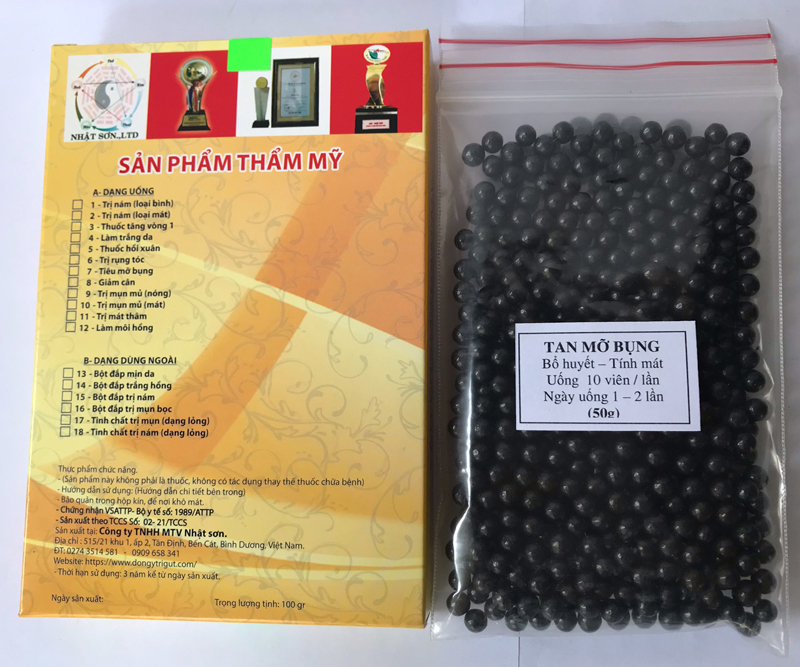 NHẬT SƠN.,LTD
SẢN PHẨM THẨM MỸ
A- DẠNG UỐNG
1 - Trị nám (loại bình)
2 - Trị nám (loại mát)
3 - Thuốc tăng vòng 1
4 - Làm trắng da
5 - Thuốc hồi xuân
6 - Trị rụng tóc
7 - Tiêu mỡ bụng
8 - Giảm cân
9 - Trị mụn mủ (nóng)
10 - Trị mụn mủ (mát)
11 - Trị mát thâm
12 - Làm môi hồng
B- DẠNG DÙNG NGOÀI
13 - Bột đắp mịn da
14 - Bột đắp trắng hồng
15 - Bột đắp trị nám
16 - Bột đắp trị mụn bọc
17 - Tinh chất trị mụn (dạng lỏng)
18 - Tinh chất trị nám (dạng lỏng)
Thực phẩm chức năng.
- (Sản phẩm này không phải là thuốc, không có tác dụng thay thế thuốc chữa bệnh)
- Hướng dẫn sử dụng: (Hướng dẫn chi tiết bên trong)
- Bảo quản trong hộp kín, để nơi khô mát.
- Chứng nhận VSATTP- Bộ y tế số: 1989/ATTP
- Sản xuất theo TCCS Số: 02- 21/TCCS
Sản xuất tại: Công ty TNHH MTV Nhật sơn.
Địa chỉ : 515/21 khu 1, ấp 2, Tân Định, Bến Cát, Bình Dương, Việt Nam.
ĐT: 0274 3514 581 - 0909 658 341
Website: https://www.dongytrigut.com/
- Thời hạn sử dụng: 3 năm kể từ ngày sản xuất.
Ngày sản xuất:
Trọng lượng tịnh: 100 gr
TAN MỠ BỤNG
Bổ huyết – Tính mát
Uống 10 viên / lần
Ngày uống 1 – 2 lần
(50g)